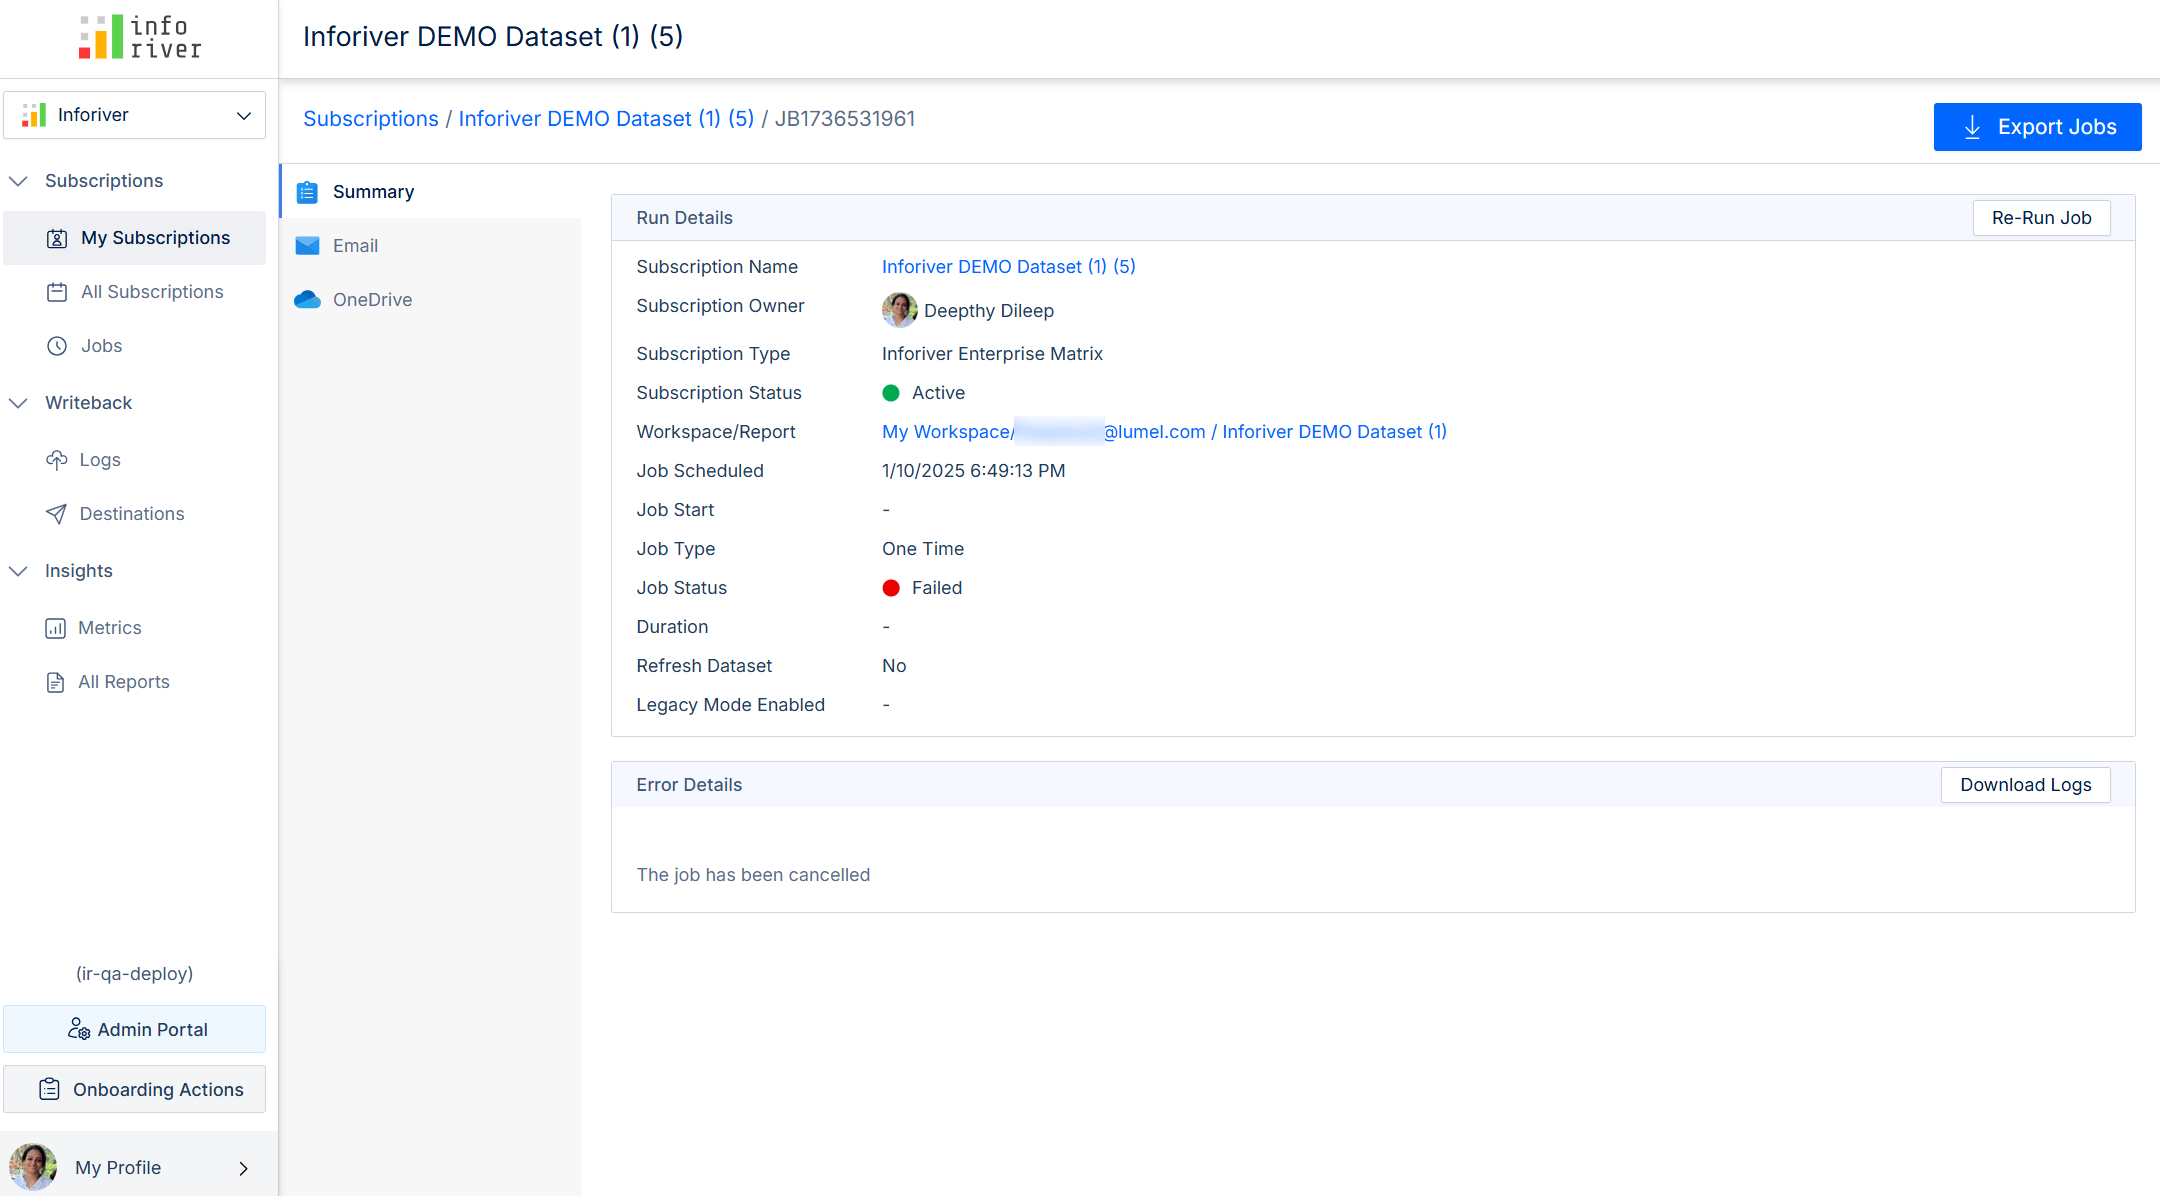 info
river
Inforiver DEMO Dataset (1) (5)
Inforiver
Subscriptions / Inforiver DEMO Dataset (1) (5) / JB1736531961
Export Jobs
Subscriptions
My Subscriptions
All Subscriptions
Jobs
Writeback
Logs
Destinations
Insights
Metrics
All Reports
(ir-qa-deploy)
Admin Portal
Onboarding Actions
My Profile
Summary
Email
OneDrive
Run Details
Re-Run Job
Subscription Name Inforiver DEMO Dataset (1) (5)
Subscription Owner Deepthy Dileep
Subscription Type Inforiver Enterprise Matrix
Subscription Status Active
Workspace/Report My Workspace/ @lumel.com / Inforiver DEMO Dataset (1)
Job Scheduled 1/10/2025 6:49:13 PM
Job Start -
Job Type One Time
Job Status Failed
Duration -
Refresh Dataset No
Legacy Mode Enabled -
Error Details
Download Logs
The job has been cancelled